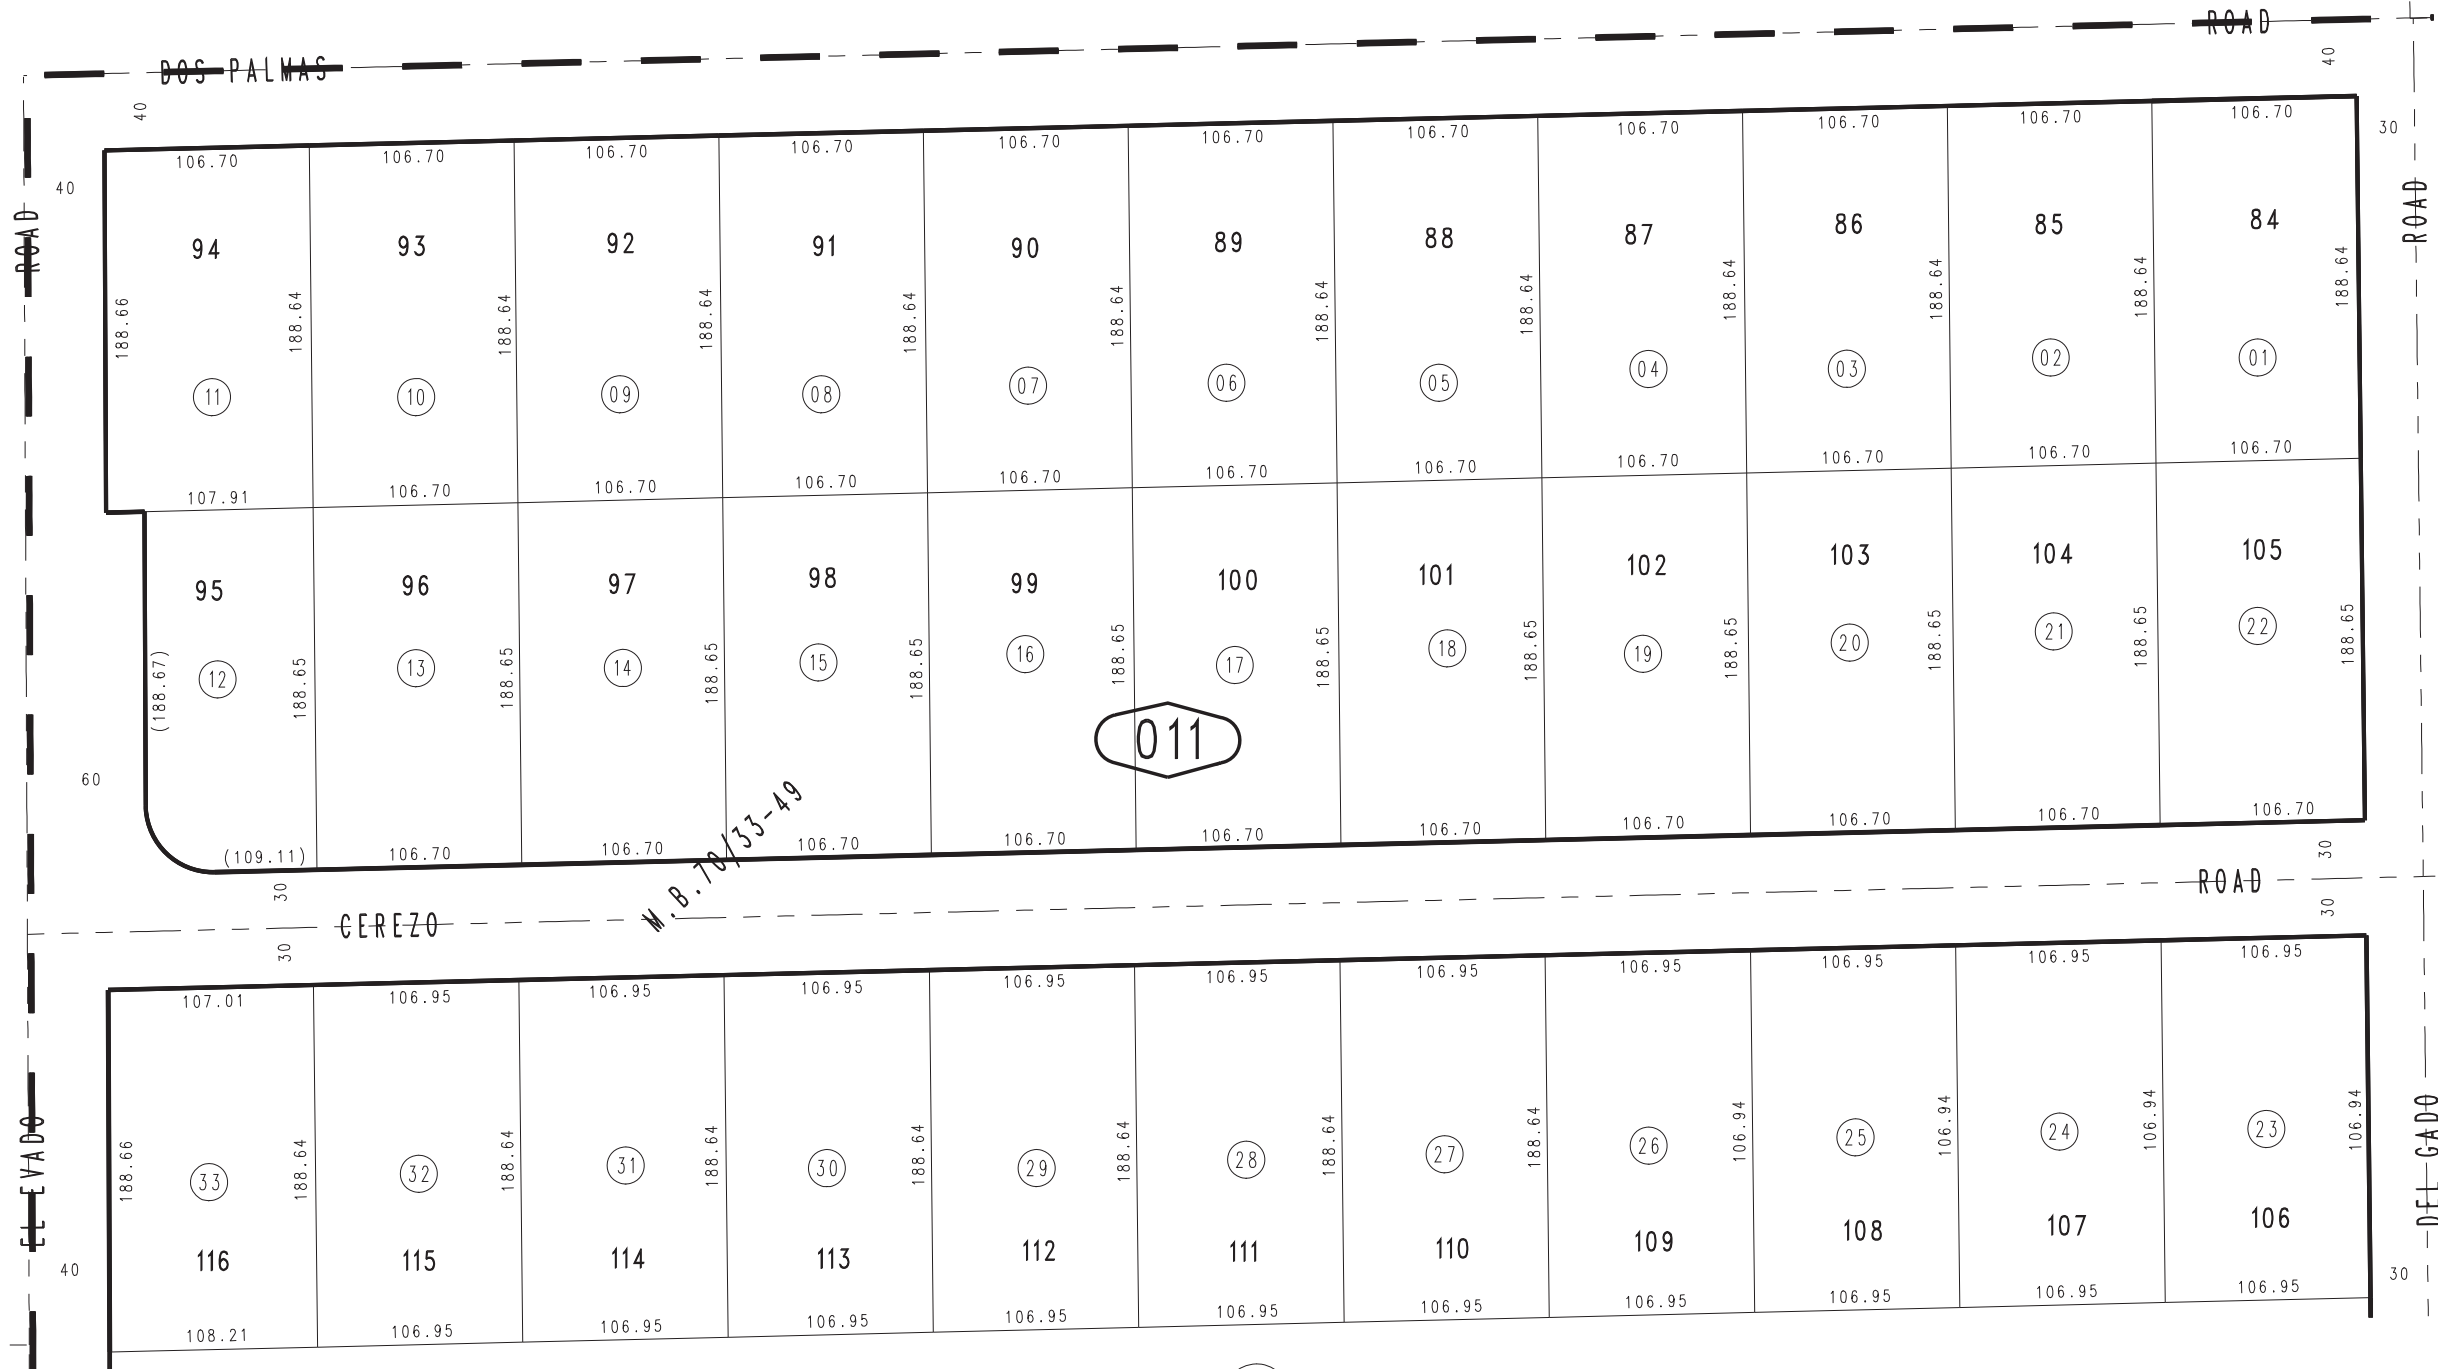 DOS PALMAS ROAD
40 40
106.70 106.70 106.70 106.70 106.70 106.70 106.70 106.70 106.70 106.70 106.70 30
40
ROAD ROAD
94 93 92 91 90 89 88 87 86 85 84
188.66 188.64 188.64 188.64 188.64 188.64 188.64 188.64 188.64 188.64 188.64 188.64
11 10 09 08 07 06 05 04 03 02 01
107.91 106.70 106.70 106.70 106.70 106.70 106.70 106.70 106.70 106.70 106.70
95 96 97 98 99 100 101 102 103 104 105
(188.67) 188.65 188.65 188.65 188.65 188.65 188.65 188.65 188.65 188.65 188.65 188.65
12 13 14 15 16 17 18 19 20 21 22
011
60
M.B.70/33-49
(109.11) 106.70 106.70 106.70 106.70 106.70 106.70 106.70 106.70 106.70 106.70
30 30
CEREZO ROAD
30 30
107.01 106.95 106.95 106.95 106.95 106.95 106.95 106.95 106.95 106.95 106.95
188.66 188.64 188.64 188.64 188.64 188.64 188.64 188.64 106.94 106.94 106.94 106.94
33 32 31 30 29 28 27 26 25 24 23
EL EVADO DEL GADO
116 115 114 113 112 111 110 109 108 107 106
40 30
108.21 106.95 106.95 106.95 106.95 106.95 106.95 106.95 106.95 106.95 106.95